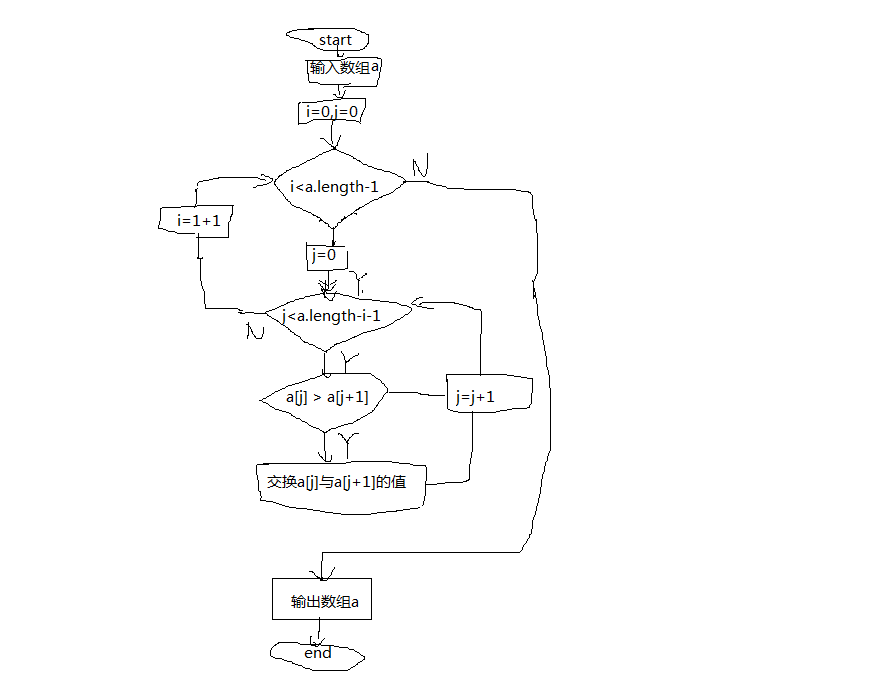 start
输入数组a
i=0,j=0
i<a.length-1
N
i=1+1
j=0
Y
j<a.length-i-1
N
Y
a[j] > a[j+1]
j=j+1
Y
交换a[j]与a[j+1]的值
输出数组a
end